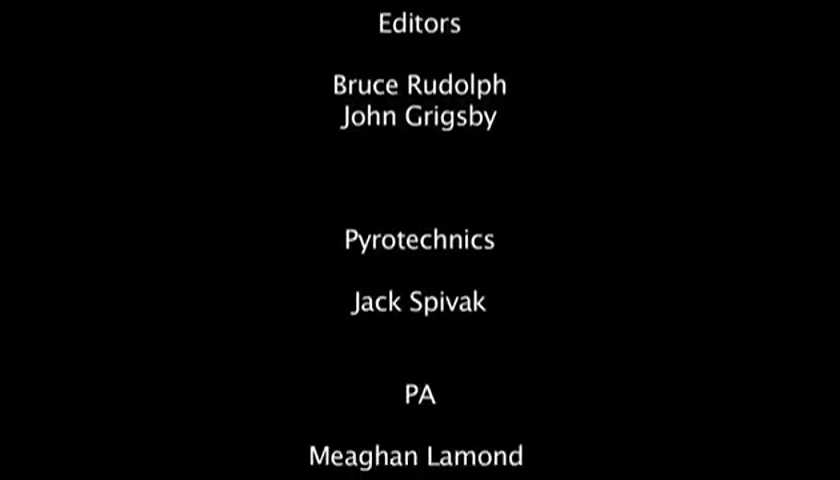 Editors
Bruce Rudolph
John Grigsby
Pyrotechnics
Jack Spivak
PA
Meaghan Lamond